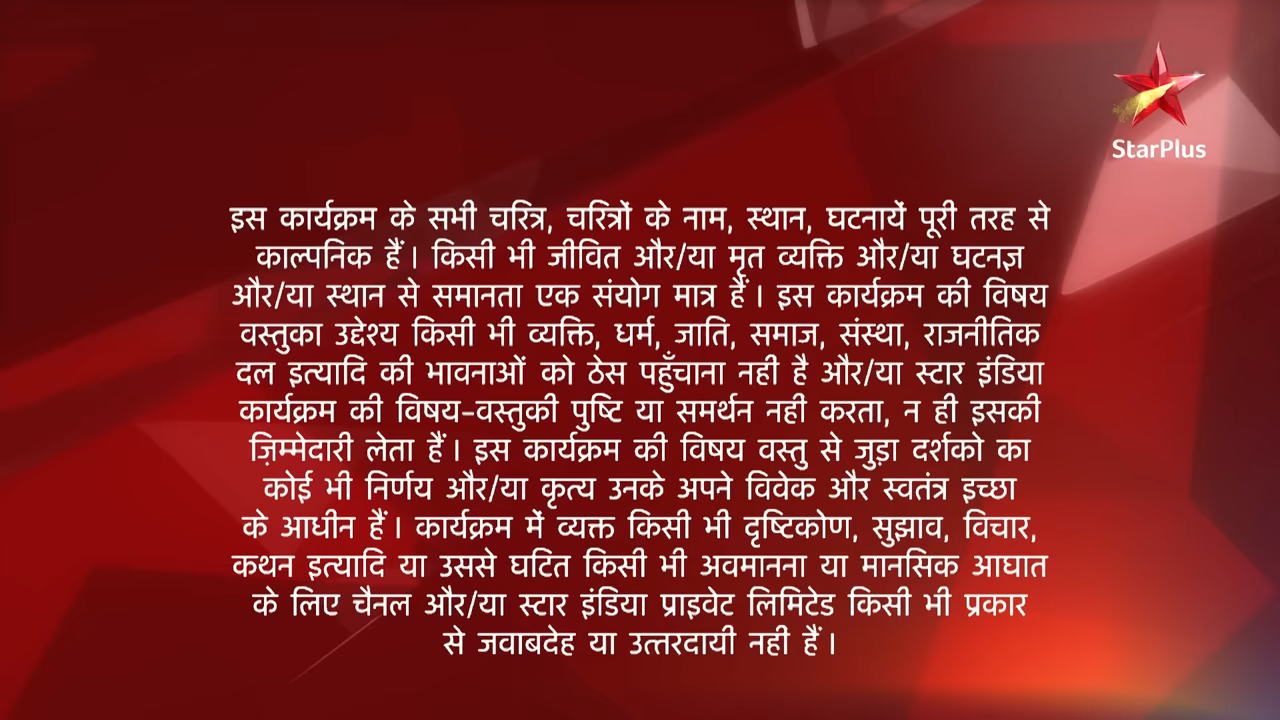 StarPlus
इस कार्यक्रम के सभी चरित्र, चरित्रों के नाम, स्थान, घटनायें पूरी तरह से
काल्पनिक हैं। किसी भी जीवित और/या मृत व्यक्ति और/या घटनज्ञ
और/या स्थान से समानता एक संयोग मात्र हैं। इस कार्यक्रम की विषय
वस्तुका उद्देश्य किसी भी व्यक्ति, धर्म, जाति, समाज, संस्था, राजनीतिक
दल इत्यादि की भावनाओं को ठेस पहुँचाना नही है और/या स्टार इंडिया
कार्यक्रम की विषय-वस्तुकी पुष्टि या समर्थन नही करता, न ही इसकी
ज़िम्मेदारी लेता हैं। इस कार्यक्रम की विषय वस्तु से जुड़ा दर्शको का
कोई भी निर्णय और/या कृत्य उनके अपने विवेक और स्वतंत्र इच्छा
के आधीन हैं। कार्यक्रम में व्यक्त किसी भी दृष्टिकोण, सुझाव, विचार,
कथन इत्यादि या उससे घटित किसी भी अवमानना या मानसिक आघात
के लिए चैनल और/या स्टार इंडिया प्राइवेट लिमिटेड किसी भी प्रकार
से जवाबदेह या उत्तरदायी नही हैं।